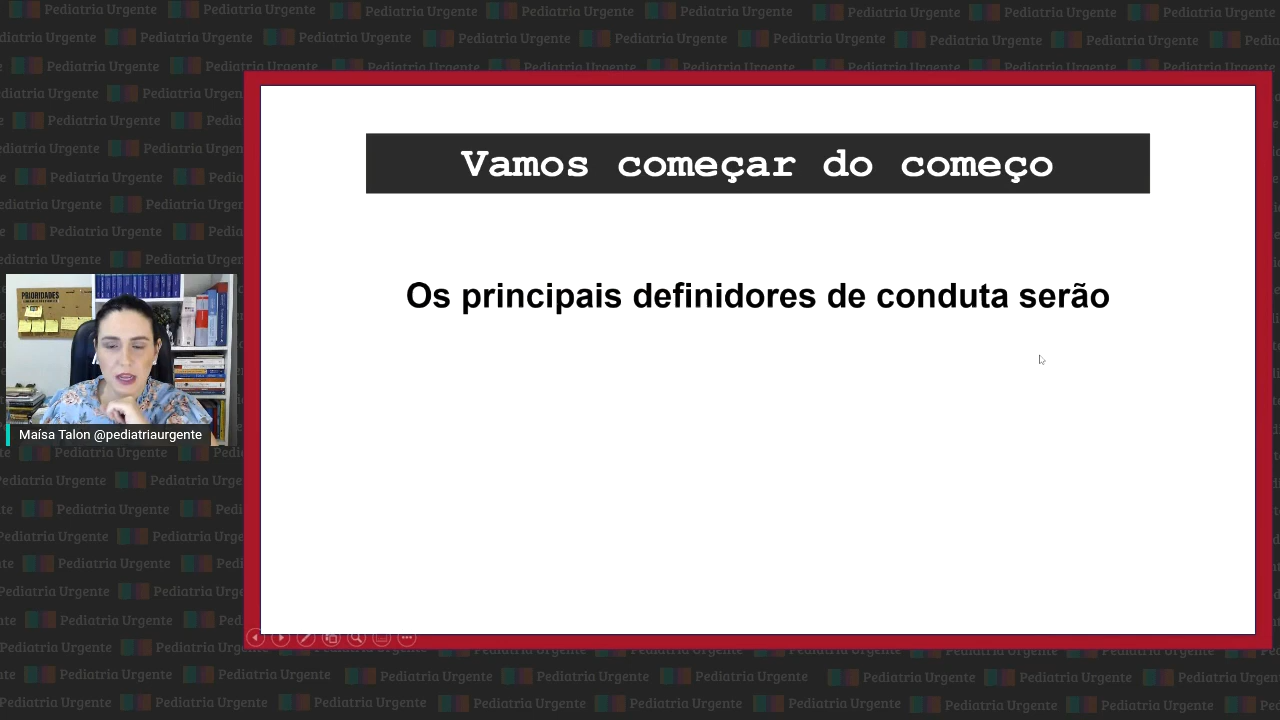 Pediatria Urgente
Vamos começar do começo
Os principais definidores de conduta serão
PRIORIDADES
Maísa Talon @pediatriaurgente